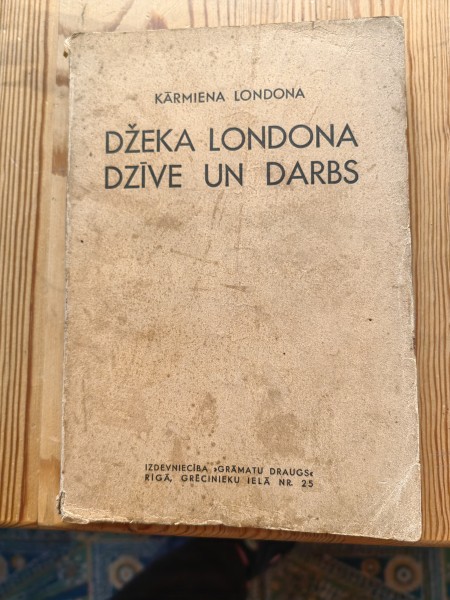 KĀRMIENA LONDONA
DŽEKA LONDONA
DZĪVE UN DARBS
IZDEVNIECĪBA »GRĀMATU DRAUGS«
RĪGĀ, GRĒCINIEKU IELĀ NR. 25